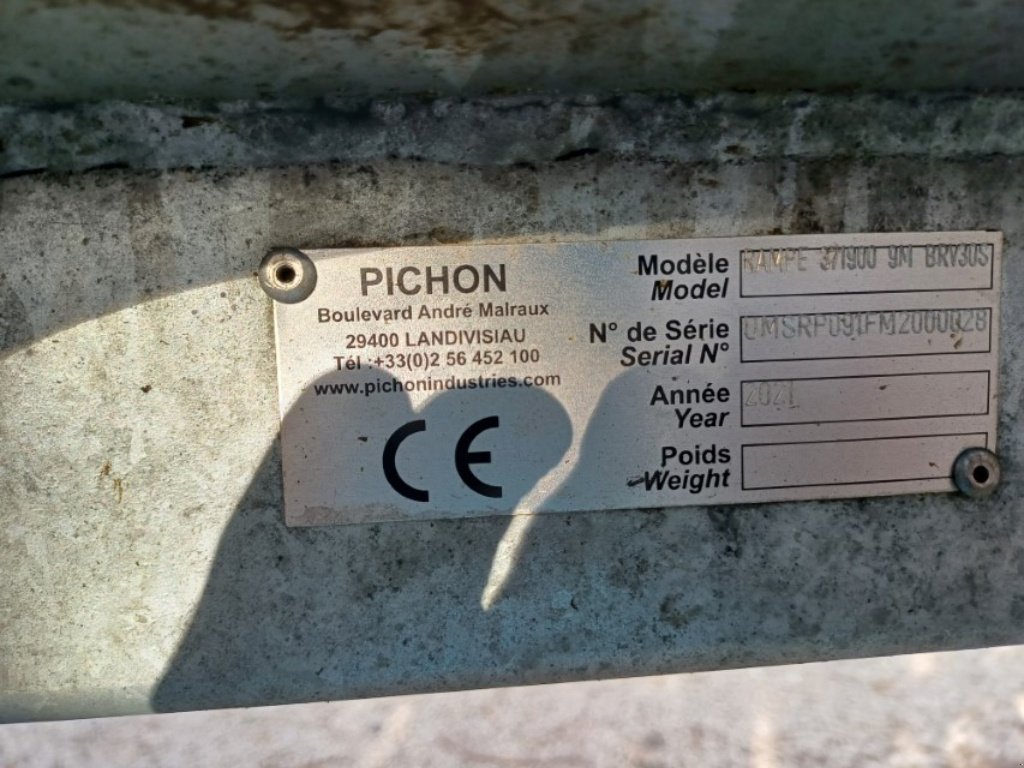 PICHON
Boulevard André Malraux
29400 LANDIVISIAU
Tél :+33(0)2 56 452 100
www.pichonindustries.com
CE
Modèle RAMPE 371900 9M BRV30S
Model
N° de Série
Serial N°
Année 2021
Year
Poids
Weight